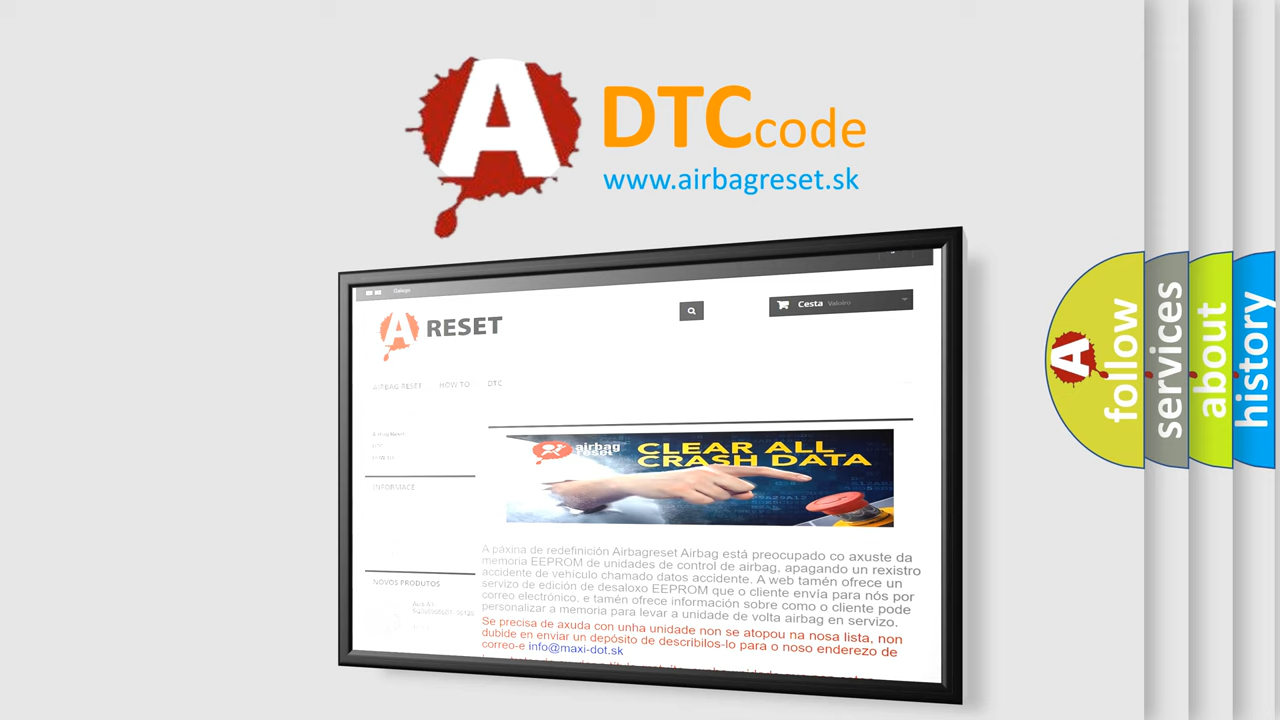 A
DTCcode
www.airbagreset.sk
Galego
A RESET
Cesta Valeiro
AIRBAG RESET HOW TO DTC
INFORMACE
NOVOS PRODUTOS
airbag
reset
CLEAR ALL
CRASH DATA
A páxina de redefinición Airbagreset Airbag está preocupado co axuste da
memoria EEPROM de unidades de control de airbag, apagando un rexistro
accidente de vehículo chamado datos accidente. A web tamén ofrece un
servizo de edición de desaloxo EEPROM que o cliente envía para nós por
correo electrónico, e tamén ofrece información sobre como o cliente pode
personalizar a memoria para levar a unidade de volta airbag en servizo.
Se precisa de axuda con unha unidade non se atopou na nosa lista, non
dubide en enviar un depósito de describilos-lo para o noso enderezo de
correo-e info@maxi-dot.sk
A
follow
services
about
history